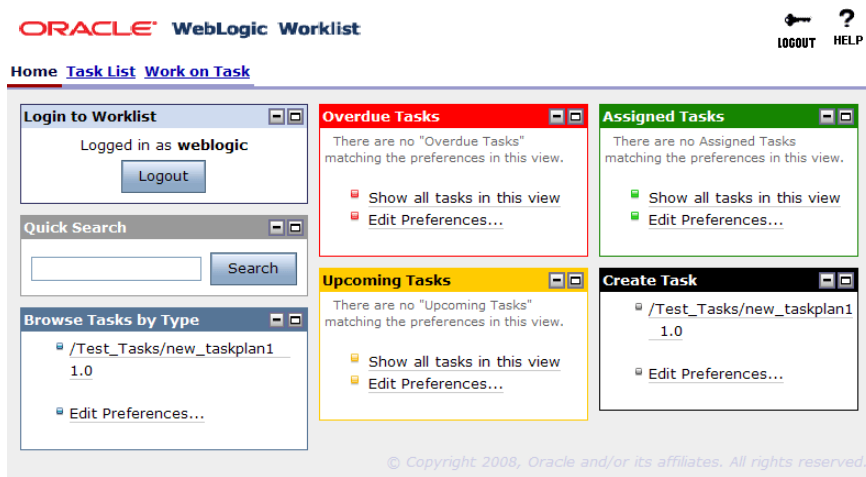 ORACLE WebLogic Worklist
LOGOUT HELP
Home Task List Work on Task
Login to Worklist
Logged in as weblogic
Logout
Quick Search
Search
Browse Tasks by Type
/Test_Tasks/new_taskplan1
1.0
Edit Preferences...
Overdue Tasks
There are no "Overdue Tasks"
matching the preferences in this view.
Show all tasks in this view
Edit Preferences...
Upcoming Tasks
There are no "Upcoming Tasks"
matching the preferences in this view.
Show all tasks in this view
Edit Preferences...
Assigned Tasks
There are no Assigned Tasks
matching the preferences in this view.
Show all tasks in this view
Edit Preferences...
Create Task
/Test_Tasks/new_taskplan1
1.0
Edit Preferences...
© Copyright 2008, Oracle and/or its affiliates. All rights reserved.